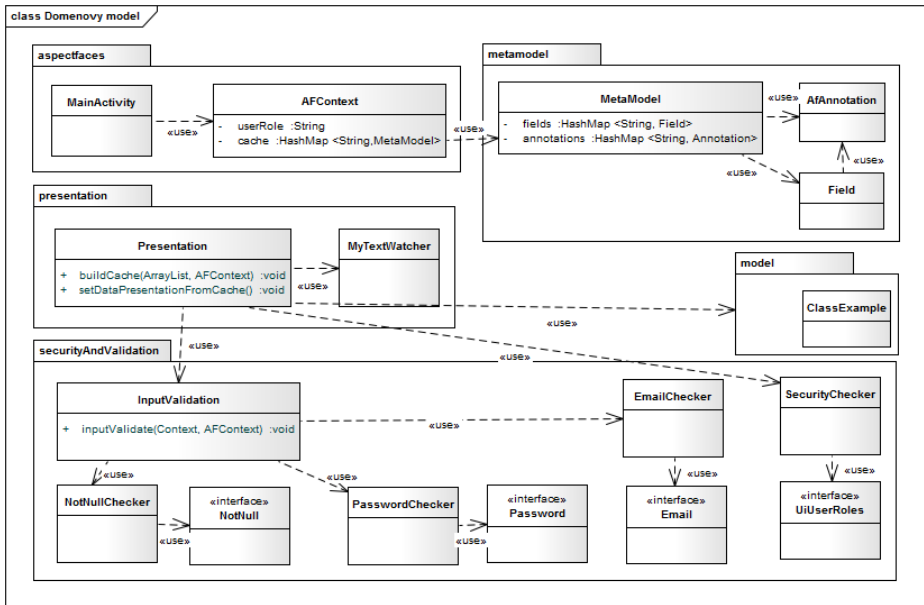 class Domenovy model
aspectfaces
MainActivity
«use»
AFContext
- userRole :String
- cache :HashMap <String,MetaModel>
«use»
metamodel
MetaModel
- fields :HashMap <String, Field>
- annotations :HashMap <String, Annotation>
«use»
AfAnnotation
«use»
«use»
Field
presentation
Presentation
+ buildCache(ArrayList, AFContext) :void
+ setDataPresentationFromCache() :void
«use»
MyTextWatcher
model
ClassExample
«use»
«use»
«use»
securityAndValidation
InputValidation
+ inputValidate(Context, AFContext) :void
«use»
EmailChecker
SecurityChecker
«use»
«use»
«use»
«use»
NotNullChecker
«use»
«interface»
NotNull
PasswordChecker
«use»
«interface»
Password
«interface»
Email
«interface»
UiUserRoles